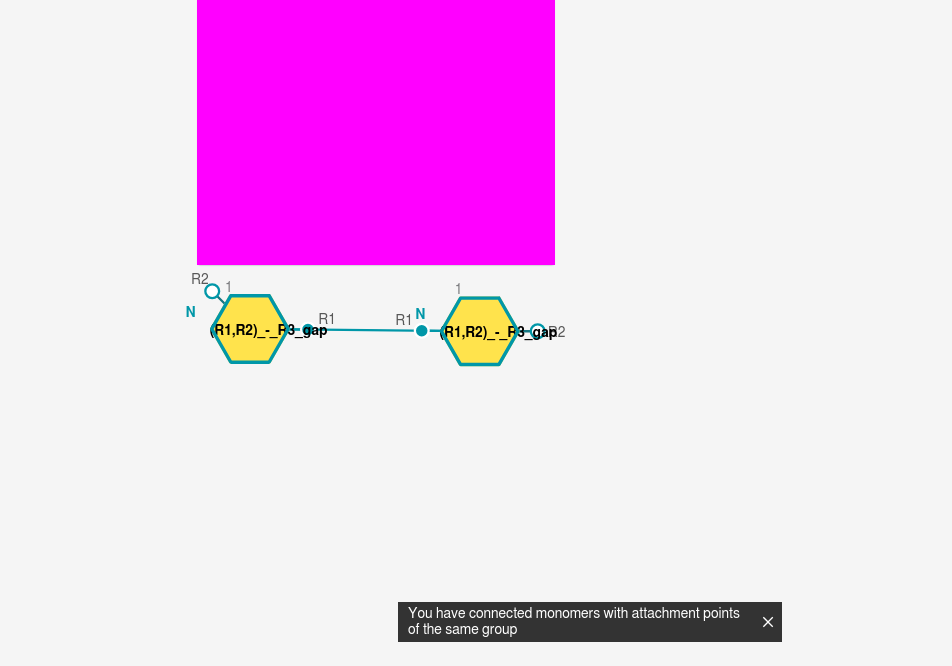 R2
1
N
(R1,R2)_-_R3_gap
R1
R1
N
1
(R1,R2)_-_R3_gap
R2
You have connected monomers with attachment points
of the same group